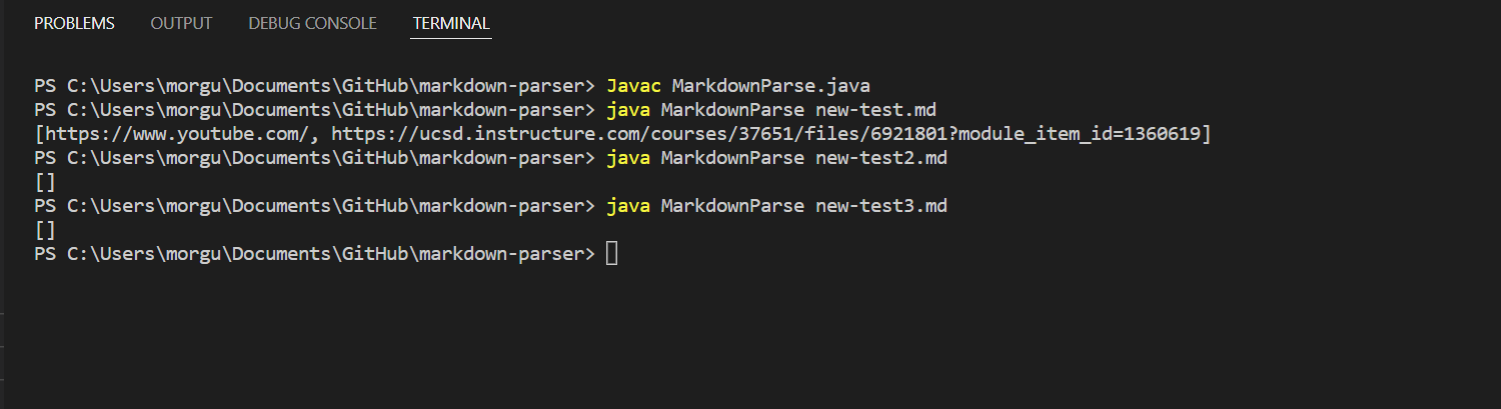 PROBLEMS OUTPUT DEBUG CONSOLE TERMINAL
PS C:\Users\morgu\Documents\GitHub\markdown-parser> Javac MarkdownParse.java
PS C:\Users\morgu\Documents\GitHub\markdown-parser> java MarkdownParse new-test.md
[https://www.youtube.com/, https://ucsd.instructure.com/courses/37651/files/6921801?module_item_id=1360619]
PS C:\Users\morgu\Documents\GitHub\markdown-parser> java MarkdownParse new-test2.md
[]
PS C:\Users\morgu\Documents\GitHub\markdown-parser> java MarkdownParse new-test3.md
[]
PS C:\Users\morgu\Documents\GitHub\markdown-parser>